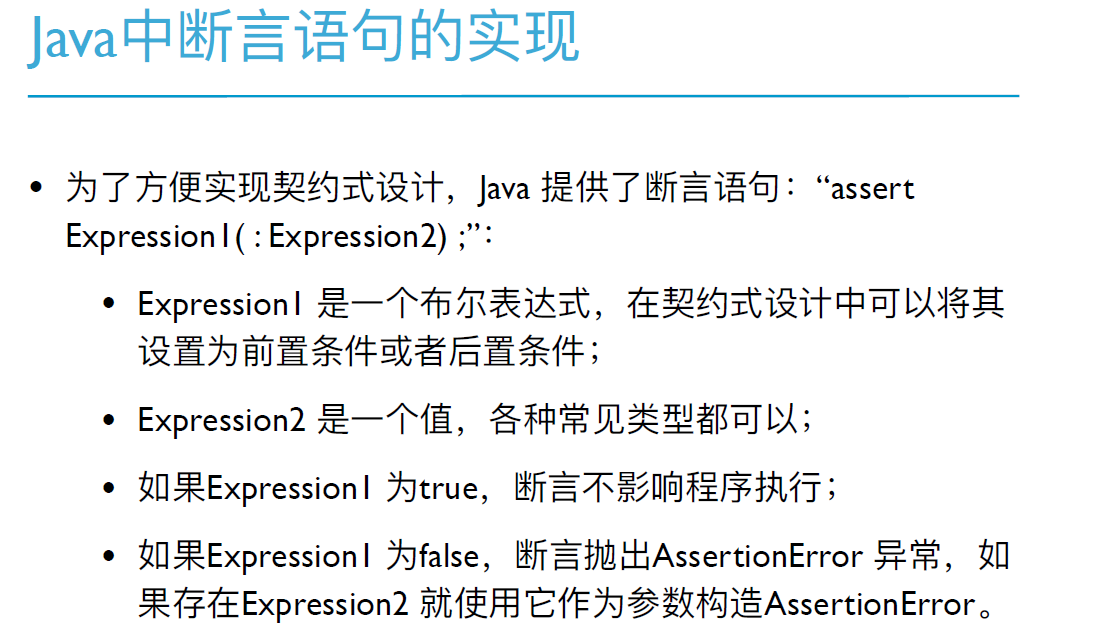 Java中断言语句的实现
• 为了方便实现契约式设计，Java 提供了断言语句：“assert
Expression1( : Expression2) ;”：
• Expression1 是一个布尔表达式，在契约式设计中可以将其
设置为前置条件或者后置条件；
• Expression2 是一个值，各种常见类型都可以；
• 如果Expression1 为true，断言不影响程序执行；
• 如果Expression1 为false，断言抛出AssertionError 异常，如
果存在Expression2 就使用它作为参数构造AssertionError。